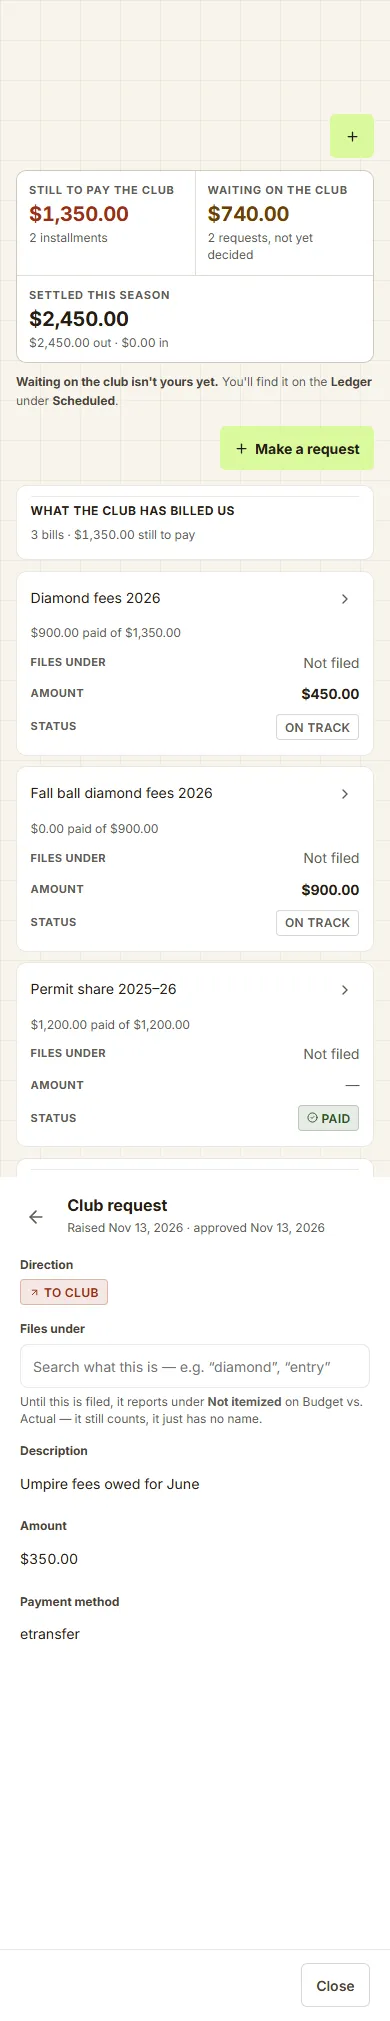 +
STILL TO PAY THE CLUB
$1,350.00
2 installments
WAITING ON THE CLUB
$740.00
2 requests, not yet
decided
SETTLED THIS SEASON
$2,450.00
$2,450.00 out · $0.00 in
Waiting on the club isn't yours yet. You'll find it on the Ledger
under Scheduled.
+ Make a request
WHAT THE CLUB HAS BILLED US
3 bills · $1,350.00 still to pay
Diamond fees 2026
$900.00 paid of $1,350.00
FILES UNDER
Not filed
AMOUNT
$450.00
STATUS
ON TRACK
Fall ball diamond fees 2026
$0.00 paid of $900.00
FILES UNDER
Not filed
AMOUNT
$900.00
STATUS
ON TRACK
Permit share 2025–26
$1,200.00 paid of $1,200.00
FILES UNDER
Not filed
AMOUNT
—
STATUS
PAID
Club request
Raised Nov 13, 2026 · approved Nov 13, 2026
Direction
TO CLUB
Files under
Search what this is — e.g. “diamond”, “entry”
Until this is filed, it reports under Not itemized on Budget vs.
Actual — it still counts, it just has no name.
Description
Umpire fees owed for June
Amount
$350.00
Payment method
etransfer
Close